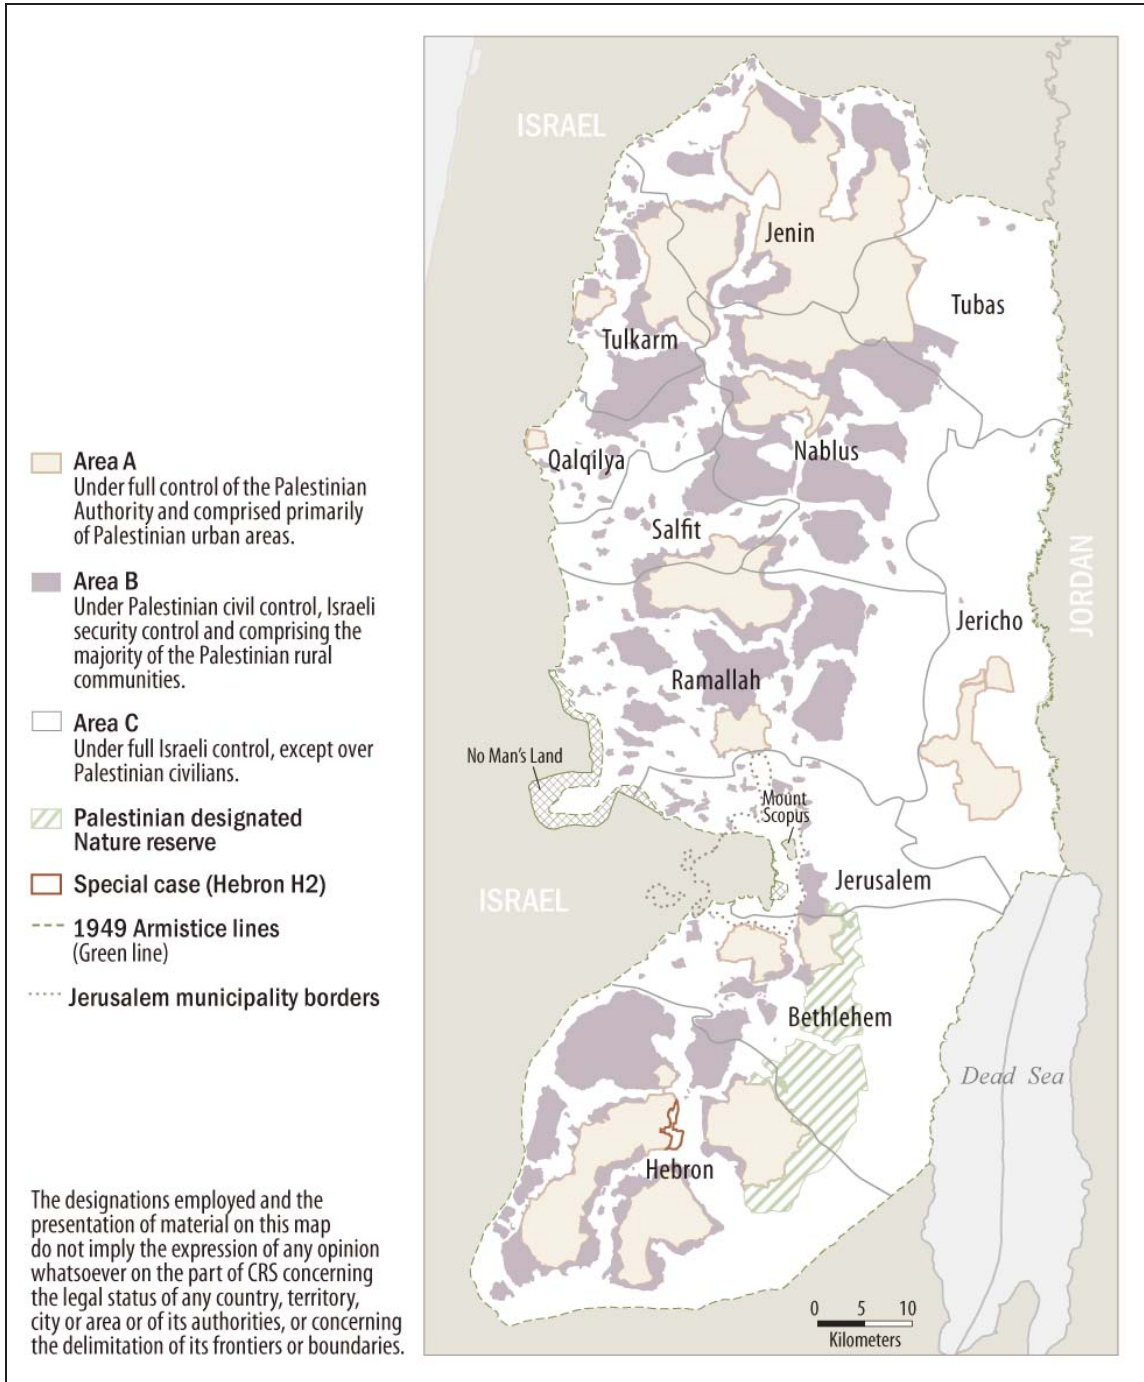 Area A
Under full control of the Palestinian
Authority and comprised primarily
of Palestinian urban areas.
Area B
Under Palestinian civil control, Israeli
security control and comprising the
majority of the Palestinian rural
communities.
Area C
Under full Israeli control, except over
Palestinian civilians.
Palestinian designated
Nature reserve
Special case (Hebron H2)
1949 Armistice lines
(Green line)
Jerusalem municipality borders
The designations employed and the
presentation of material on this map
do not imply the expression of any opinion
whatsoever on the part of CRS concerning
the legal status of any country, territory,
city or area or of its authorities, or concerning
the delimitation of its frontiers or boundaries.
ISRAEL
Jenin
Tubas
Tulkarm
Nablus
Qalqilya
Salfit
JORDAN
Jericho
Ramallah
No Man's Land
Mount
Scopus
Jerusalem
ISRAEL
Bethlehem
Dead Sea
Hebron
0 5 10
Kilometers